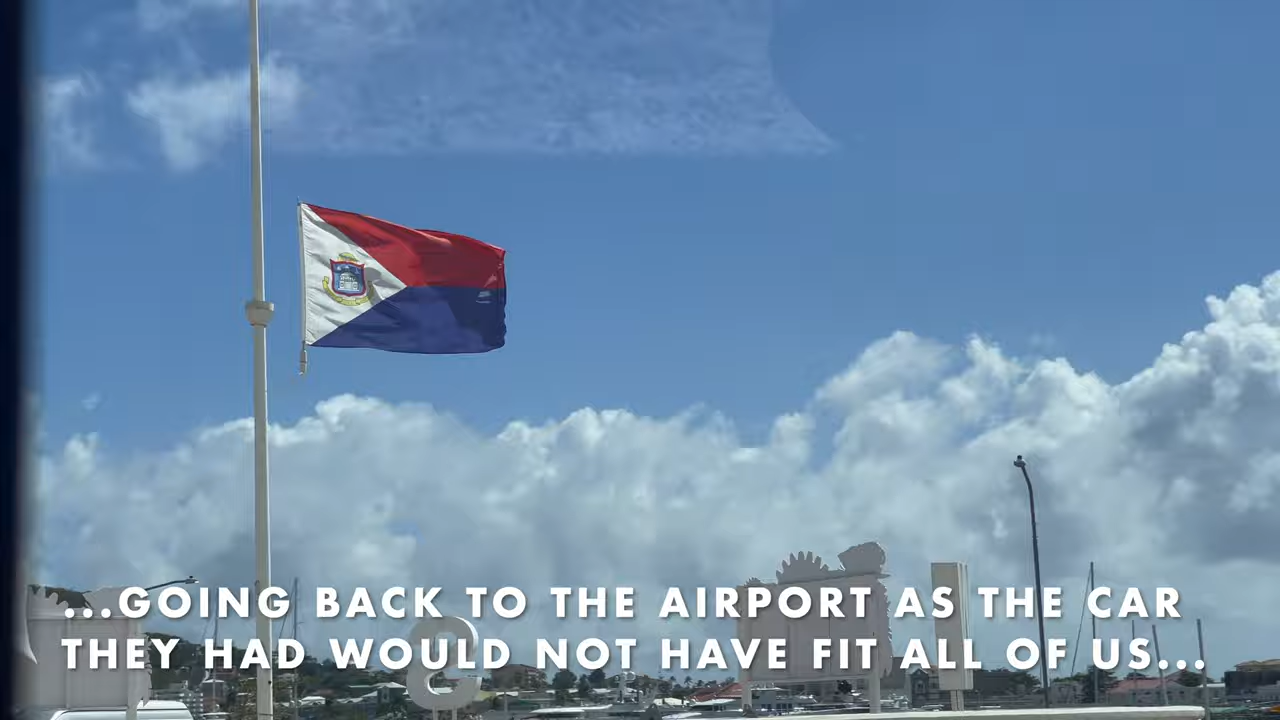 ...GOING BACK TO THE AIRPORT AS THE CAR
THEY HAD WOULD NOT HAVE FIT ALL OF US...